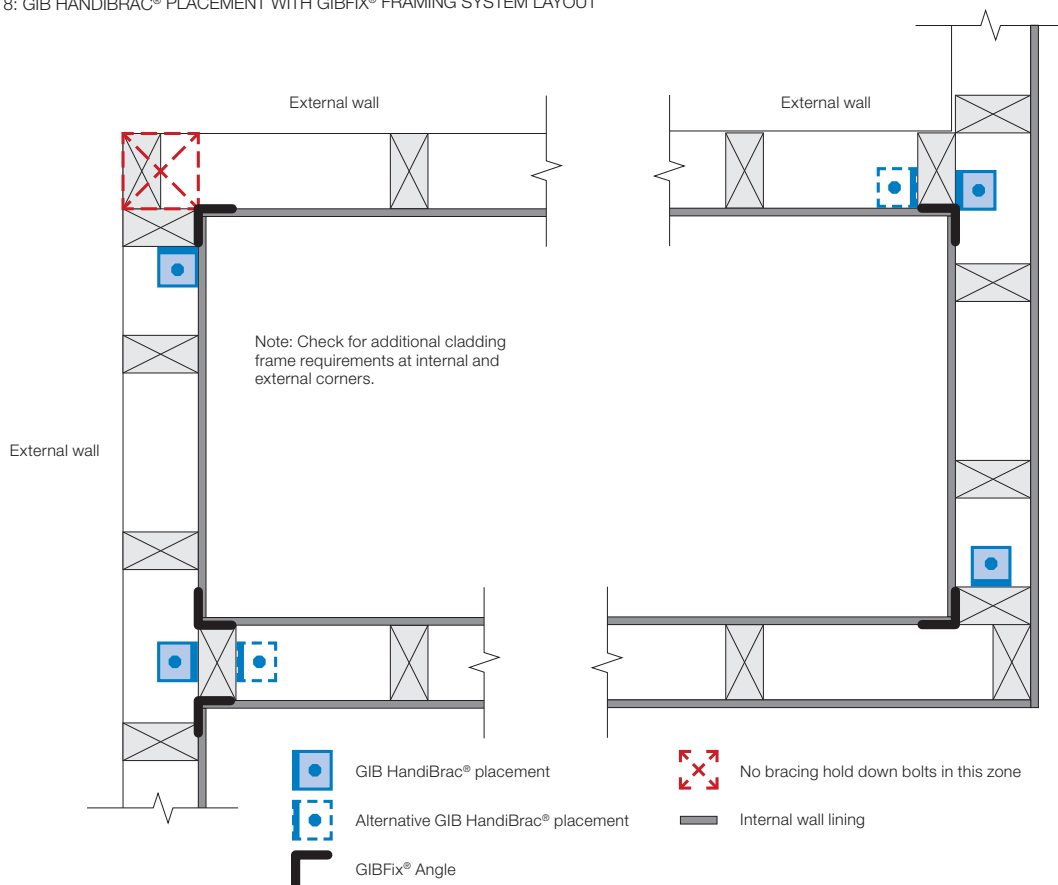 8: GIB HANDIBRAC® PLACEMENT WITH GIBFIX® FRAMING SYSTEM LAYOUT
External wall
External wall
Note: Check for additional cladding
frame requirements at internal and
external corners.
External wall
GIB HandiBrac® placement
No bracing hold down bolts in this zone
Alternative GIB HandiBrac® placement
Internal wall lining
GIBFix® Angle